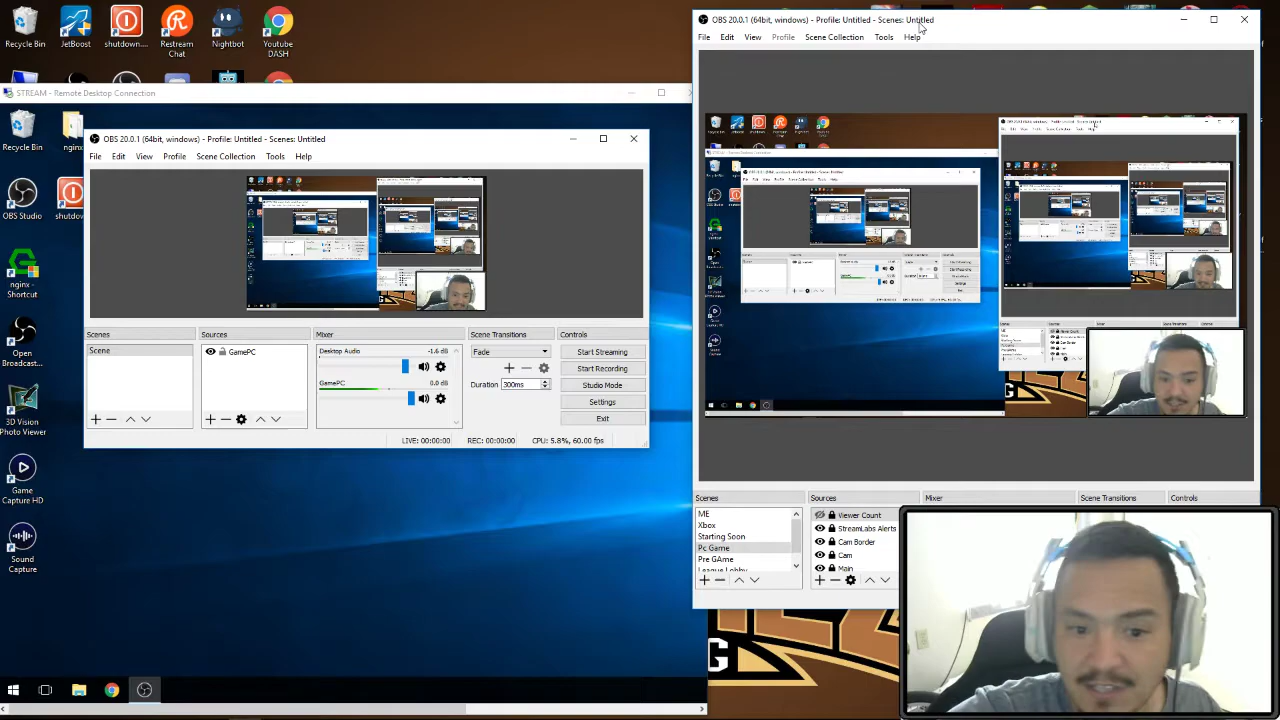 Recycle Bin
JetBoost
shutdown....
Restream
Chat
Nightbot
Youtube
DASH
STREAM - Remote Desktop Connection
Recycle Bin
nginx
OBS Studio
shutdow
nginx -
Shortcut
Open
Broadcast...
3D Vision
Photo Viewer
Game
Capture HD
Sound
Capture
OBS 20.0.1 (64bit, windows) - Profile: Untitled - Scenes: Untitled
File Edit View Profile Scene Collection Tools Help
Scenes Sources Mixer Scene Transitions Controls
Scene
GamePC
Desktop Audio -1.6 dB
GamePC 0.0 dB
Fade
Duration 300ms
Start Streaming
Start Recording
Studio Mode
Settings
Exit
LIVE: 00:00:00 REC: 00:00:00 CPU: 5.8%, 60.00 fps
OBS 20.0.1 (64bit, windows) - Profile: Untitled - Scenes: Untitled
File Edit View Profile Scene Collection Tools Help
Scenes Sources Mixer Scene Transitions Controls
ME
Xbox
Starting Soon
Pc Game
Pre GAme
League Lobby
Viewer Count
StreamLabs Alerts
Cam Border
Cam
Main
G